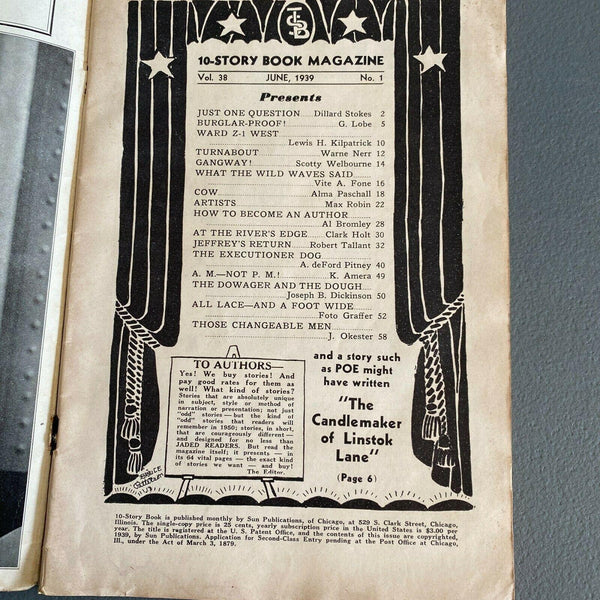 10-STORY BOOK MAGAZINE
Vol. 38 JUNE, 1939 No. 1
Presents
JUST ONE QUESTION Dillard Stokes 2
BURGLAR-PROOF! G. Lobe 5
WARD Z-1 WEST
Lewis H. Kilpatrick 10
TURNABOUT Warne Nerr 12
GANGWAY! Scotty Welbourne 14
WHAT THE WILD WAVES SAID
Vite A. Fone 16
COW Alma Paschall 18
ARTISTS Max Robin 22
HOW TO BECOME AN AUTHOR
Al Bromley 28
AT THE RIVER'S EDGE Clark Holt 30
JEFFREY'S RETURN Robert Tallant 32
THE EXECUTIONER DOG
A. deFord Pitney 40
A. M.—NOT P. M.! K. Amera 49
THE DOWAGER AND THE DOUGH
Joseph B. Dickinson 50
ALL LACE—AND A FOOT WIDE
Foto Graffer 52
THOSE CHANGEABLE MEN
J. Okester 58
TO AUTHORS—
Yes! We buy stories! And
pay good rates for them as
well! What kind of stories?
Stories that are absolutely unique
in subject, style or method of
narration or presentation; not just
"odd" stories—but the kind of
"odd" stories that readers will
remember in 1950; stories, in short,
that are courageously different—
and designed for no less than
JADED READERS. But read the
magazine itself; it presents—in
its 64 vital pages—the exact kind
of stories we want—and buy!
The Editor.
and a story such
as POE might
have written
"The
Candlemaker
of Linstok
Lane"
(Page 6)
10-Story Book is published monthly by Sun Publications, of Chicago, at 529 S. Clark Street, Chicago,
Illinois. The single-copy price is 25 cents, yearly subscription price in the United States is $3.00 per
year. The title is registered at the U. S. Patent Office, and the contents of this issue are copyrighted,
1939, by Sun Publications. Application for Second-Class Entry pending at the Post Office at Chicago,
Ill., under the Act of March 3, 1879.